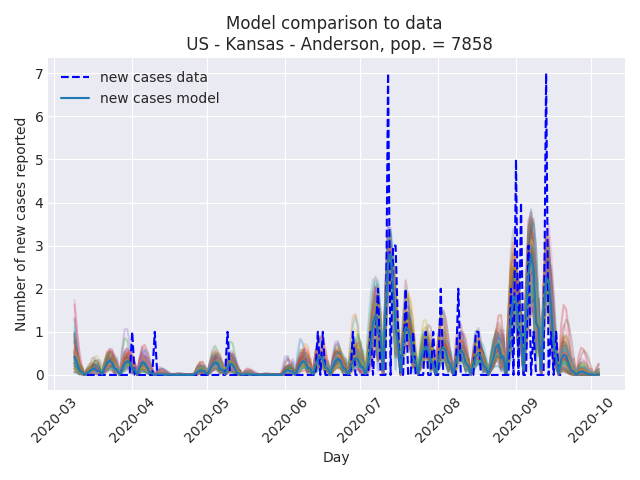 Model comparison to data
US - Kansas - Anderson, pop. = 7858
new cases data
new cases model
Number of new cases reported
7
6
5
4
3
2
1
0
2020-03
2020-04
2020-05
2020-06
2020-07
2020-08
2020-09
2020-10
Day